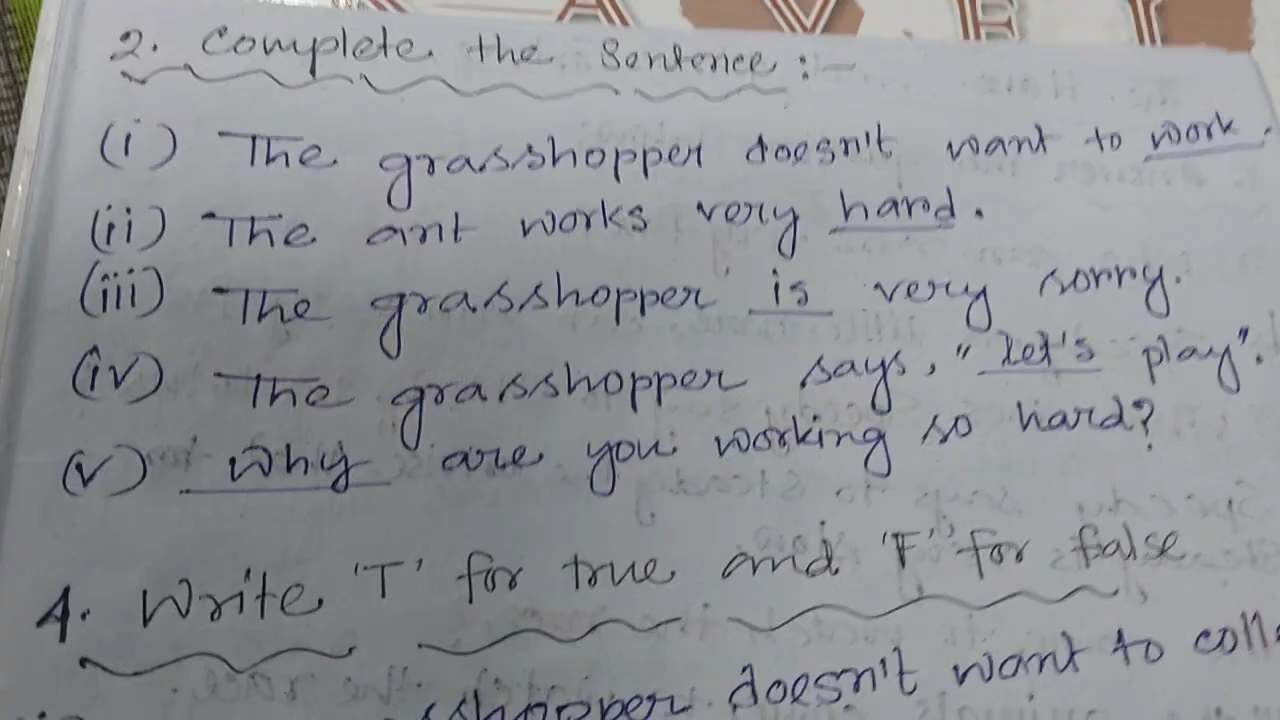 2. Complete the Sentence :-
(i) The grasshopper doesn't want to work.
(ii) The ant works very hard.
(iii) The grasshopper is very sorry.
(iv) The grasshopper says, "Let's play".
(v) Why are you working so hard?
4. Write 'T' for true and 'F' for false
doesn't want to